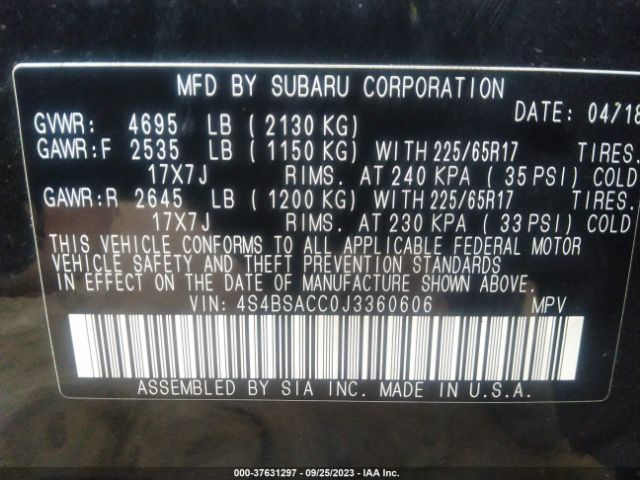 MFD BY SUBARU CORPORATION
DATE: 04/18
GVWR: 4695 LB (2130 KG)
GAWR:F 2535 LB (1150 KG) WITH 225/65R17 TIRES.
17X7J RIMS. AT 240 KPA (35 PSI) COLD
GAWR:R 2645 LB (1200 KG) WITH 225/65R17 TIRES.
17X7J RIMS. AT 230 KPA (33 PSI) COLD
THIS VEHICLE CONFORMS TO ALL APPLICABLE FEDERAL MOTOR
VEHICLE SAFETY AND THEFT PREVENTION STANDARDS
IN EFFECT ON THE DATE OF MANUFACTURE SHOWN ABOVE.
VIN: 4S4BSACC0J3360606 MPV
ASSEMBLED BY SIA INC. MADE IN U.S.A.
000-37631297 - 09/25/2023 - IAAI.com